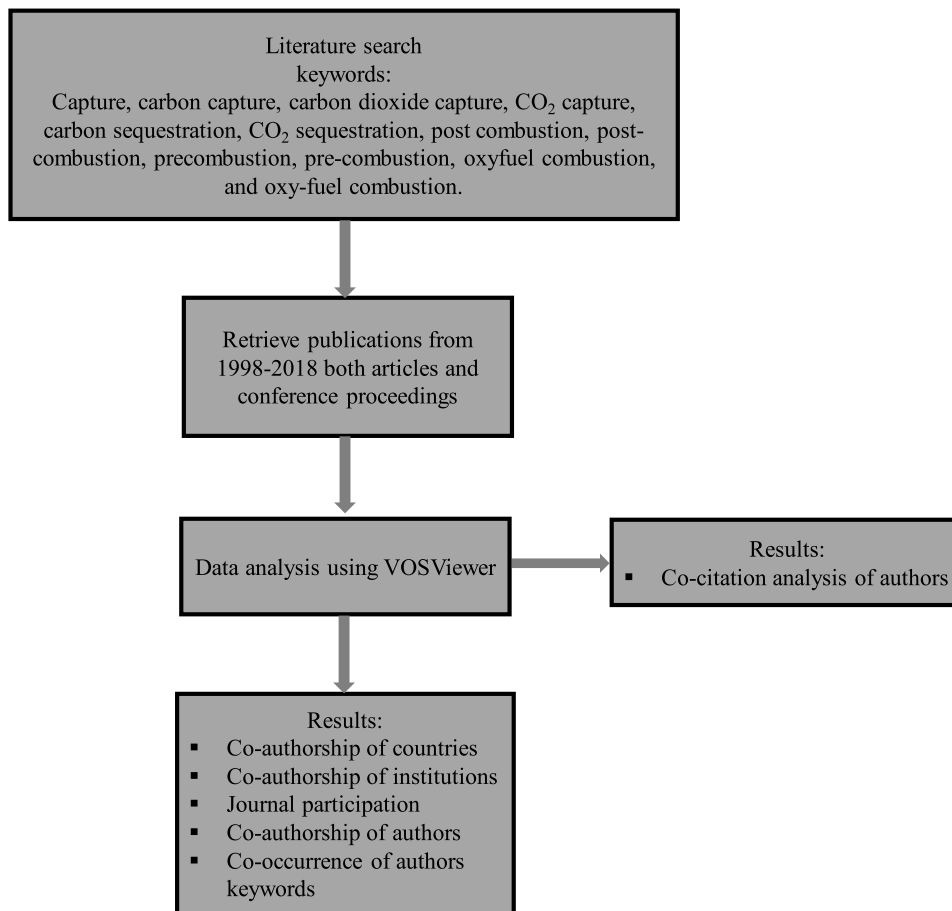 Literature search
keywords:
Capture, carbon capture, carbon dioxide capture, CO₂ capture,
carbon sequestration, CO₂ sequestration, post combustion, post-
combustion, precombustion, pre-combustion, oxyfuel combustion,
and oxy-fuel combustion.
Retrieve publications from
1998-2018 both articles and
conference proceedings
Data analysis using VOSViewer
Results:
▪ Co-citation analysis of authors
Results:
▪ Co-authorship of countries
▪ Co-authorship of institutions
▪ Journal participation
▪ Co-authorship of authors
▪ Co-occurrence of authors
keywords